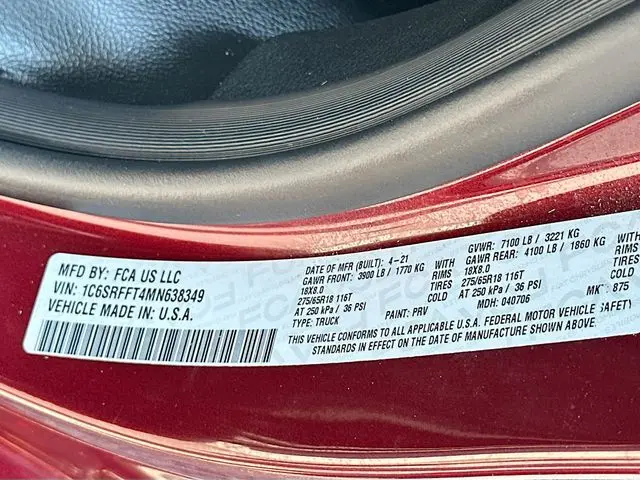 MFD BY: FCA US LLC
VIN: 1C6SRFFT4MN638349
VEHICLE MADE IN U.S.A.
DATE OF MFR (BUILT): 4-21
GAWR FRONT: 3900 LB / 1770 KG WITH
18X8.0 RIMS
275/65R18 116T TIRES
AT 250 kPa / 36 PSI COLD
TYPE: TRUCK PAINT: PRV
GVWR: 7100 LB / 3221 KG
GAWR REAR: 4100 LB / 1860 KG WITH
18X8.0 RIMS
275/65R18 116T TIRES
AT 250 kPa / 36 PSI
MDH: 040706 MK": 875
THIS VEHICLE CONFORMS TO ALL APPLICABLE U.S.A. FEDERAL MOTOR VEHICLE SAFETY
STANDARDS IN EFFECT ON THE DATE OF MANUFACTURE SHOWN ABOVE.